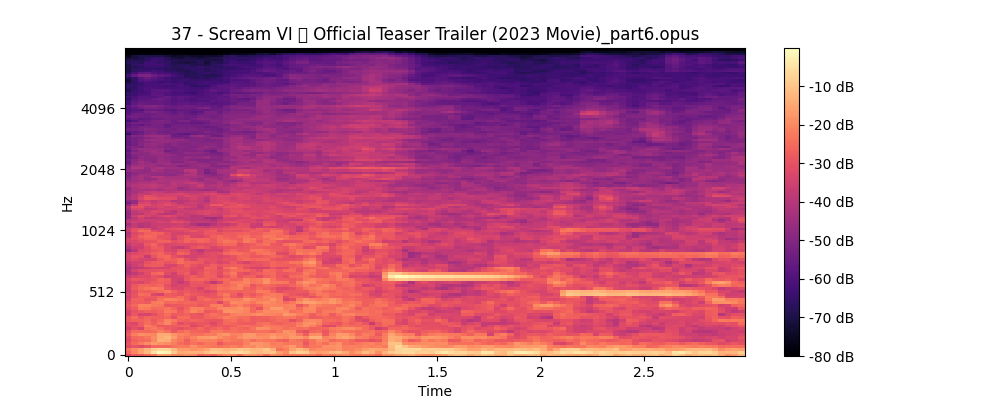 37 - Scream VI ▯ Official Teaser Trailer (2023 Movie)_part6.opus
Hz
4096
2048
1024
512
0
0 0.5 1 1.5 2 2.5
Time
-10 dB
-20 dB
-30 dB
-40 dB
-50 dB
-60 dB
-70 dB
-80 dB